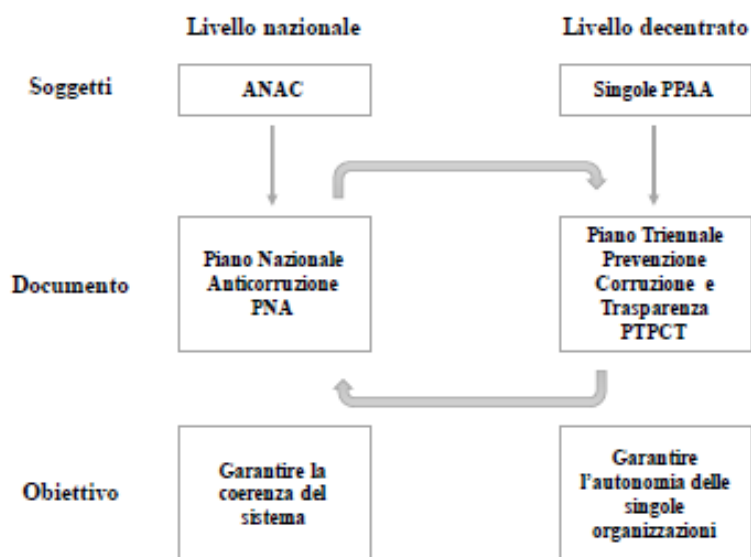 Livello nazionale
Livello decentrato
Soggetti
ANAC
Singole PPAA
Documento
Piano Nazionale
Anticorruzione
PNA
Piano Triennale
Prevenzione
Corruzione e
Trasparenza
PTPCT
Obiettivo
Garantire la
coerenza del
sistema
Garantire
l’autonomia delle
singole
organizzazioni